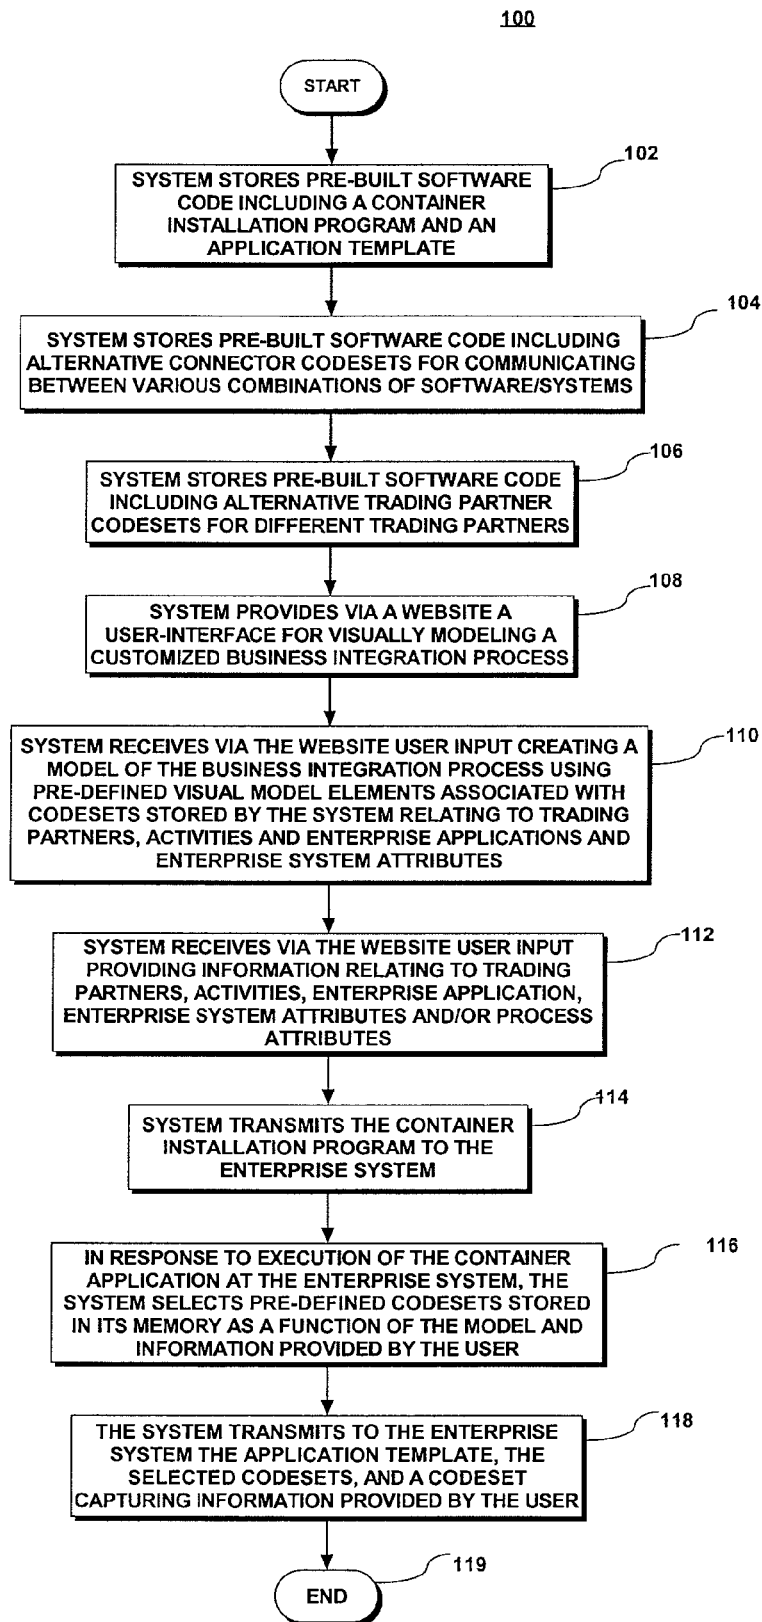 100
START
102
SYSTEM STORES PRE-BUILT SOFTWARE
CODE INCLUDING A CONTAINER
INSTALLATION PROGRAM AND AN
APPLICATION TEMPLATE
104
SYSTEM STORES PRE-BUILT SOFTWARE CODE INCLUDING
ALTERNATIVE CONNECTOR CODESETS FOR COMMUNICATING
BETWEEN VARIOUS COMBINATIONS OF SOFTWARE/SYSTEMS
106
SYSTEM STORES PRE-BUILT SOFTWARE CODE
INCLUDING ALTERNATIVE TRADING PARTNER
CODESETS FOR DIFFERENT TRADING PARTNERS
108
SYSTEM PROVIDES VIA A WEBSITE A
USER-INTERFACE FOR VISUALLY MODELING A
CUSTOMIZED BUSINESS INTEGRATION PROCESS
110
SYSTEM RECEIVES VIA THE WEBSITE USER INPUT CREATING A
MODEL OF THE BUSINESS INTEGRATION PROCESS USING
PRE-DEFINED VISUAL MODEL ELEMENTS ASSOCIATED WITH
CODESETS STORED BY THE SYSTEM RELATING TO TRADING
PARTNERS, ACTIVITIES AND ENTERPRISE APPLICATIONS AND
ENTERPRISE SYSTEM ATTRIBUTES
112
SYSTEM RECEIVES VIA THE WEBSITE USER INPUT
PROVIDING INFORMATION RELATING TO TRADING
PARTNERS, ACTIVITIES, ENTERPRISE APPLICATION,
ENTERPRISE SYSTEM ATTRIBUTES AND/OR PROCESS
ATTRIBUTES
114
SYSTEM TRANSMITS THE CONTAINER
INSTALLATION PROGRAM TO THE
ENTERPRISE SYSTEM
116
IN RESPONSE TO EXECUTION OF THE CONTAINER
APPLICATION AT THE ENTERPRISE SYSTEM, THE
SYSTEM SELECTS PRE-DEFINED CODESETS STORED
IN ITS MEMORY AS A FUNCTION OF THE MODEL AND
INFORMATION PROVIDED BY THE USER
118
THE SYSTEM TRANSMITS TO THE ENTERPRISE
SYSTEM THE APPLICATION TEMPLATE, THE
SELECTED CODESETS, AND A CODESET
CAPTURING INFORMATION PROVIDED BY THE USER
119
END